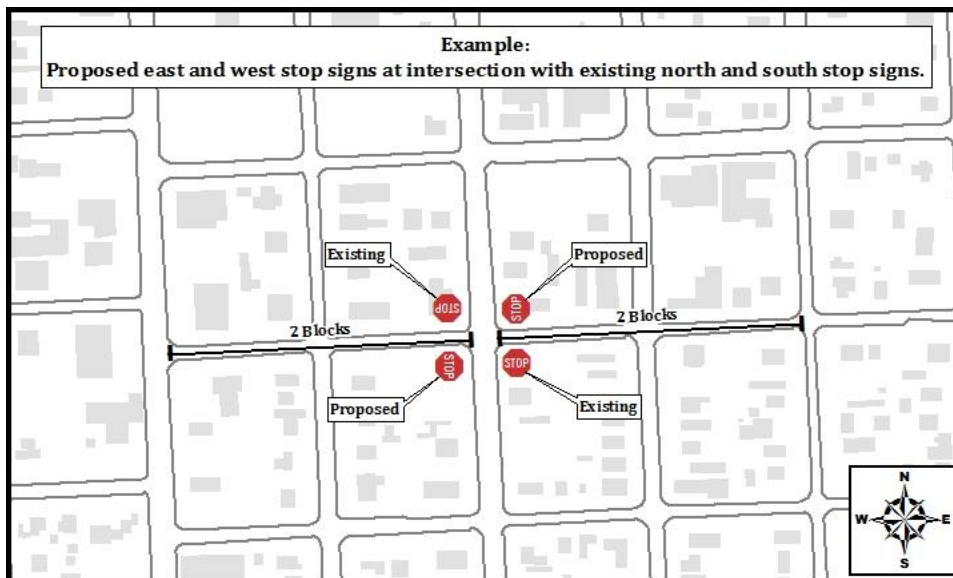 Example:
Proposed east and west stop signs at intersection with existing north and south stop signs.
Existing
Proposed
STOP
STOP
2 Blocks
2 Blocks
STOP
STOP
Proposed
Existing
N
W
E
S